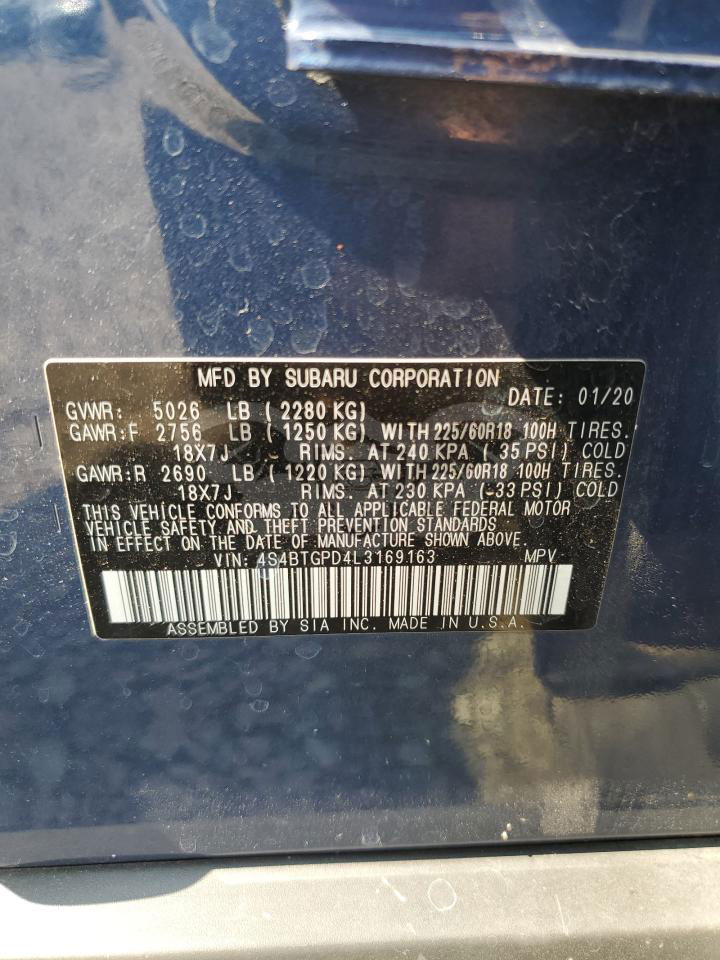 MFD BY SUBARU CORPORATION
DATE: 01/20
GVWR: 5026 LB ( 2280 KG)
GAWR:F 2756 LB ( 1250 KG) WITH 225/60R18 100H TIRES.
18X7J RIMS. AT 240 KPA ( 35 PSI) COLD
GAWR:R 2690 LB ( 1220 KG) WITH 225/60R18 100H TIRES.
18X7J RIMS. AT 230 KPA ( 33 PSI) COLD
THIS VEHICLE CONFORMS TO ALL APPLICABLE FEDERAL MOTOR
VEHICLE SAFETY AND THEFT PREVENTION STANDARDS
IN EFFECT ON THE DATE OF MANUFACTURE SHOWN ABOVE.
VIN: 4S4BTGPD4L3169163 MPV
ASSEMBLED BY SIA INC. MADE IN U.S.A.